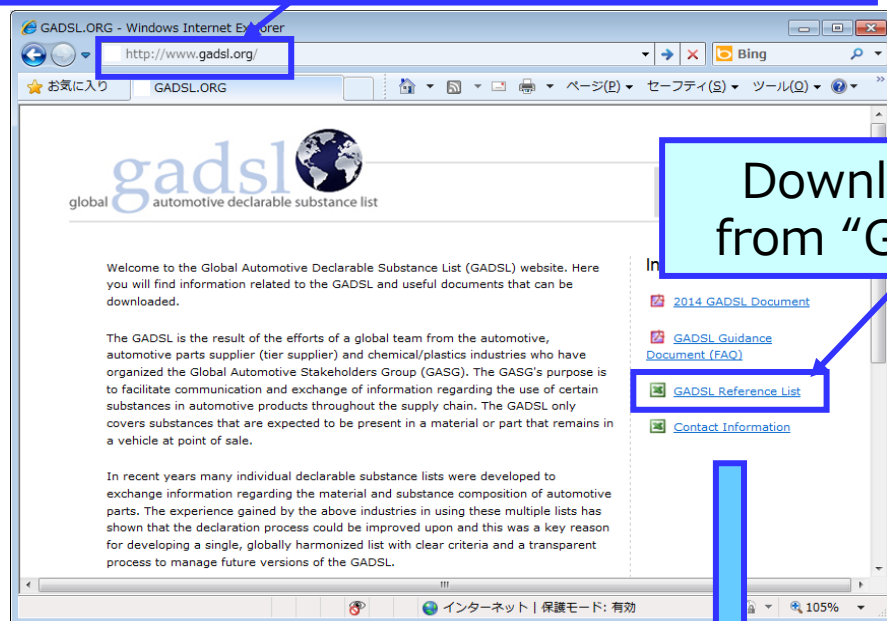 GADSL.ORG - Windows Internet Explorer
http://www.gadsl.org/
Bing
お気に入り
GADSL.ORG
ページ(P)
セーフティ(S)
ツール(O)
gadsl
global automotive declarable substance list
Downl
from “G
Welcome to the Global Automotive Declarable Substance List (GADSL) website. Here
you will find information related to the GADSL and useful documents that can be
downloaded.
The GADSL is the result of the efforts of a global team from the automotive,
automotive parts supplier (tier supplier) and chemical/plastics industries who have
organized the Global Automotive Stakeholders Group (GASG). The GASG's purpose is
to facilitate communication and exchange of information regarding the use of certain
substances in automotive products throughout the supply chain. The GADSL only
covers substances that are expected to be present in a material or part that remains in
a vehicle at point of sale.
In recent years many individual declarable substance lists were developed to
exchange information regarding the material and substance composition of automotive
parts. The experience gained by the above industries in using these multiple lists has
shown that the declaration process could be improved upon and this was a key reason
for developing a single, globally harmonized list with clear criteria and a transparent
process to manage future versions of the GADSL.
In
2014 GADSL Document
GADSL Guidance
Document (FAQ)
GADSL Reference List
Contact Information
インターネット | 保護モード: 有効
105%